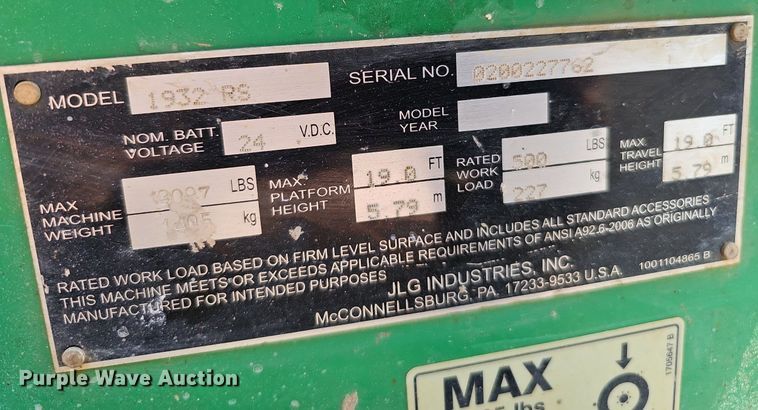 MODEL 1932 RS SERIAL NO. 0200227762
NOM. BATT. VOLTAGE 24 V.D.C. MODEL YEAR
MAX MACHINE WEIGHT LBS kg
MAX. PLATFORM HEIGHT 19.0 FT 5.79 m
RATED WORK LOAD 500 LBS 227 kg
MAX. TRAVEL HEIGHT 19.0 FT 5.79 m
RATED WORK LOAD BASED ON FIRM LEVEL SURFACE AND INCLUDES ALL STANDARD ACCESSORIES
THIS MACHINE MEETS OR EXCEEDS APPLICABLE REQUIREMENTS OF ANSI A92.6-2006 AS ORIGINALLY
MANUFACTURED FOR INTENDED PURPOSES
JLG INDUSTRIES, INC.
McCONNELLSBURG, PA. 17233-9533 U.S.A.
1001104865 B
MAX
lbs
1705647 B
Purple Wave Auction